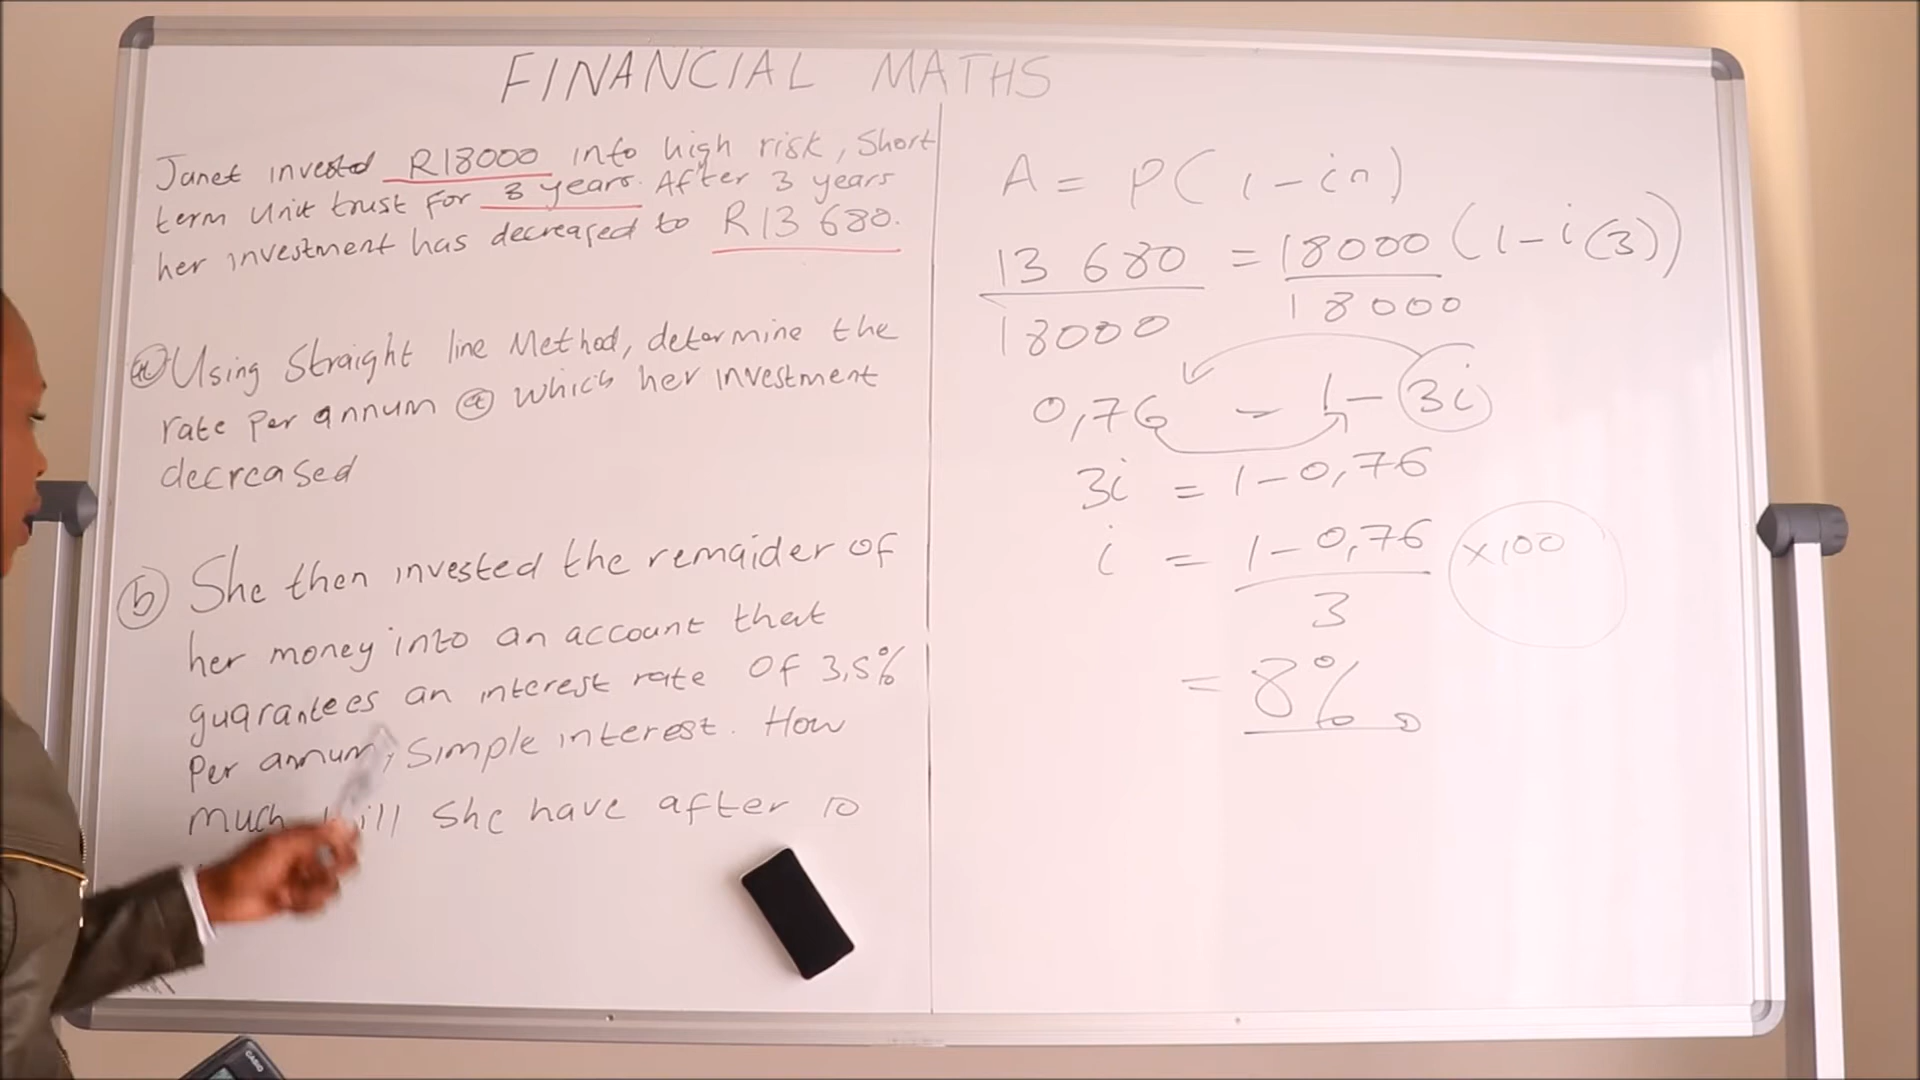 FINANCIAL MATHS
Janet invested R18000 into high risk, Short
term Unit trust for 3 years. After 3 years
her investment has decreased to R13 680.
a) Using Straight line Method, determine the
rate Per annum @ which her investment
decreased
b) She then invested the remaider of
her money into an account that
guarantees an interest rate of 3,5%
Per annum, Simple interest. How
much will she have after 10
A = P(1-in)
13 680 = 18000 (1-i(3))
18000 18000
0,76 = 1-3i
3i = 1-0,76
i = 1-0,76 x100
3
= 8%
CASIO